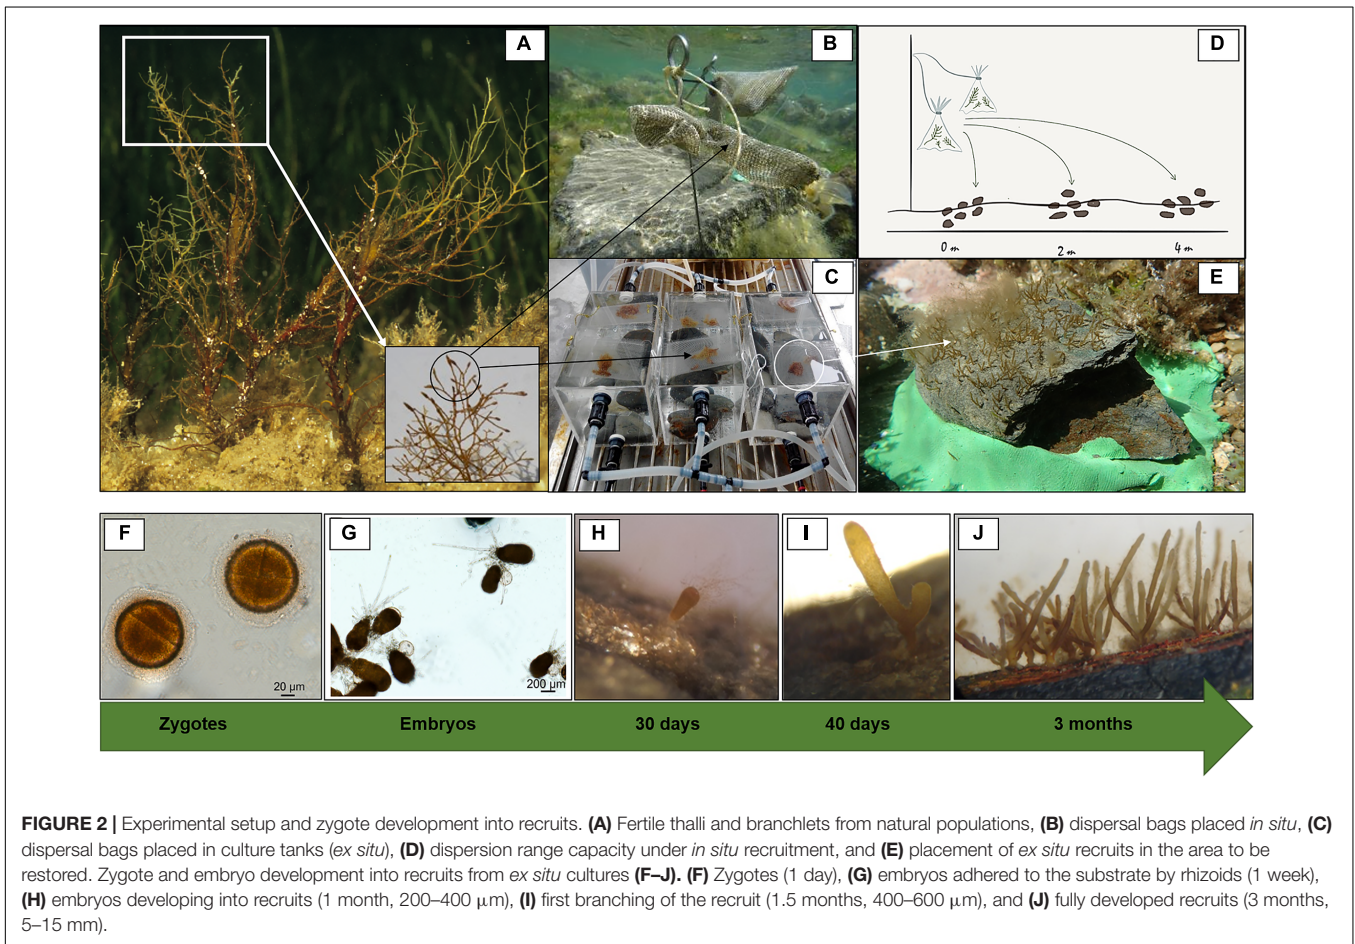 A
B
D
0 m
2 m
4 m
C
E
F
20 µm
G
200 µm
H
I
J
Zygotes
Embryos
30 days
40 days
3 months
FIGURE 2 | Experimental setup and zygote development into recruits. (A) Fertile thalli and branchlets from natural populations, (B) dispersal bags placed in situ, (C)
dispersal bags placed in culture tanks (ex situ), (D) dispersion range capacity under in situ recruitment, and (E) placement of ex situ recruits in the area to be
restored. Zygote and embryo development into recruits from ex situ cultures (F–J). (F) Zygotes (1 day), (G) embryos adhered to the substrate by rhizoids (1 week),
(H) embryos developing into recruits (1 month, 200–400 µm), (I) first branching of the recruit (1.5 months, 400–600 µm), and (J) fully developed recruits (3 months,
5–15 mm).